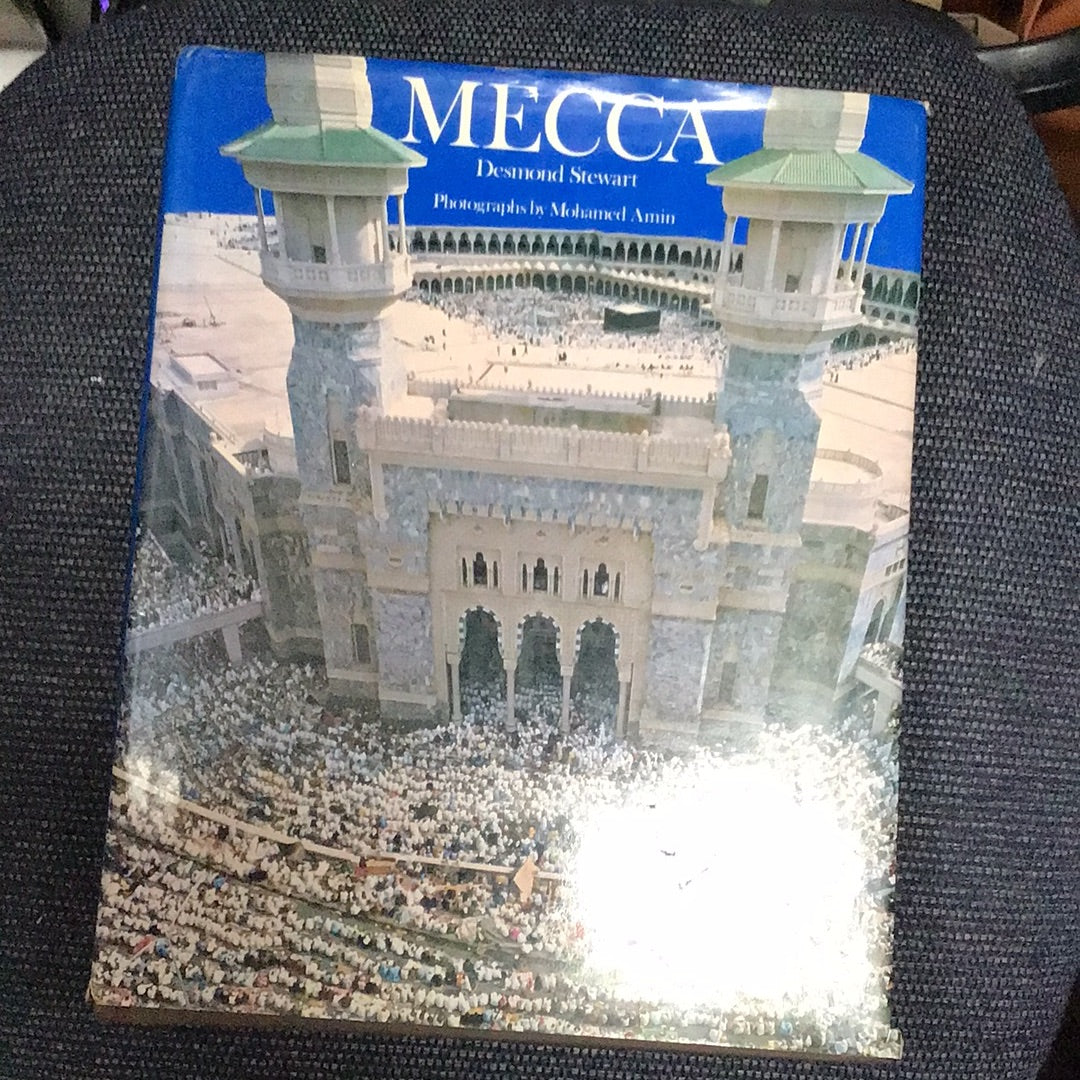 MECCA
Desmond Stewart
Photographs by Mohamed Amin